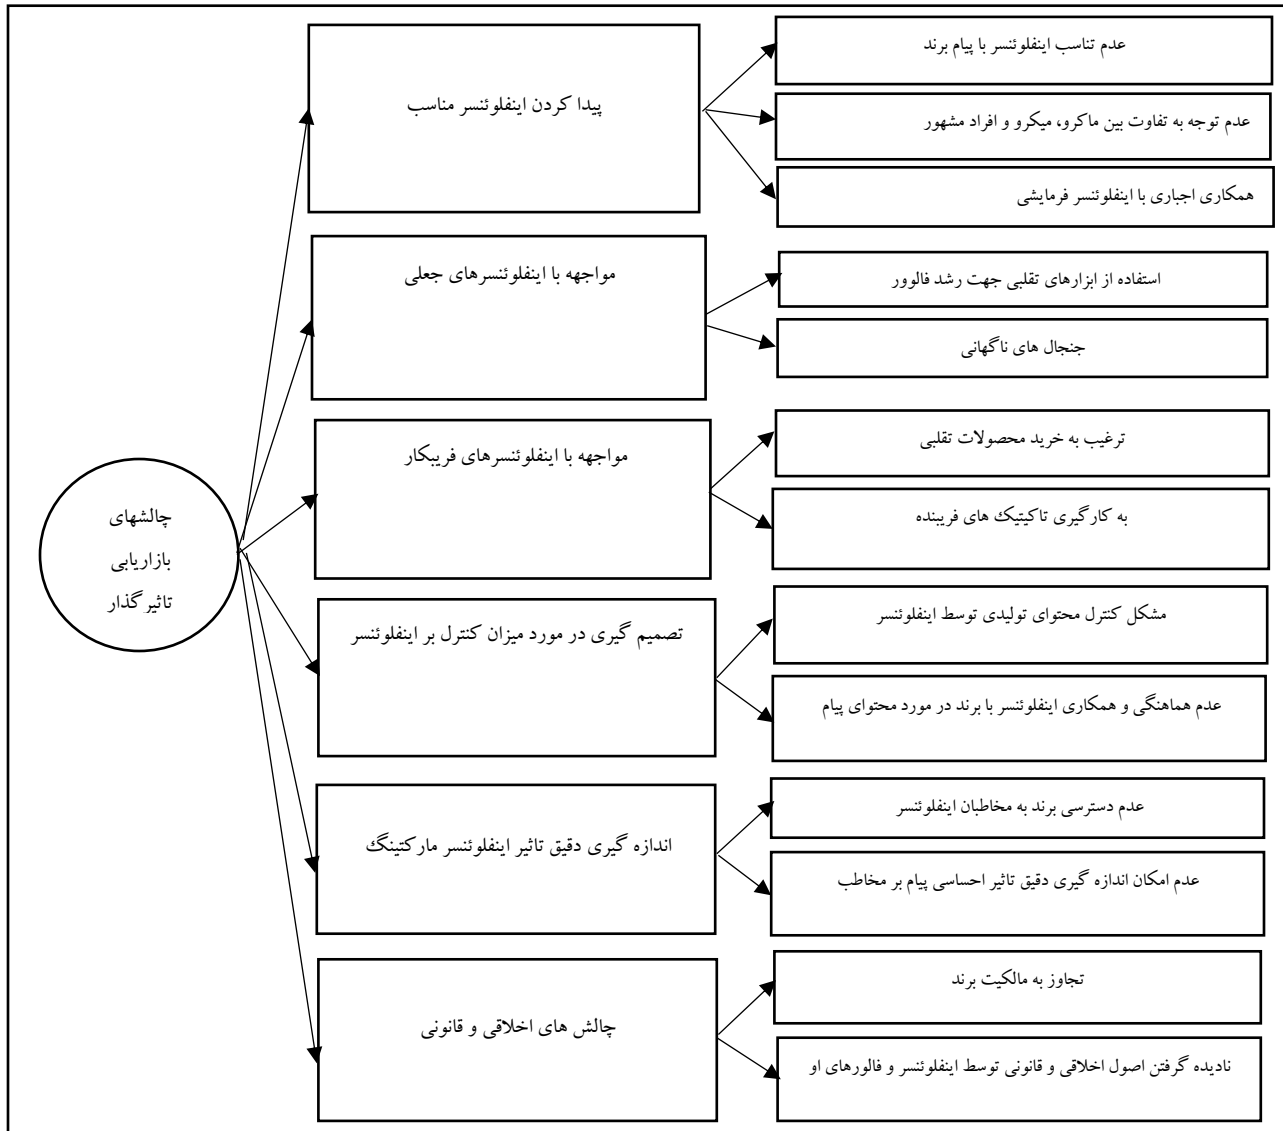 چالشهای
بازاریابی
تاثیرگذار
پیدا کردن اینفلوئنسر مناسب
عدم تناسب اینفلوئنسر با پیام برند
عدم توجه به تفاوت بین ماکرو، میکرو و افراد مشهور
همکاری اجباری با اینفلوئنسر فرمایشی
مواجهه با اینفلوئنسرهای جعلی
استفاده از ابزارهای تقلبی جهت رشد فالوور
جنجال های ناگهانی
مواجهه با اینفلوئنسرهای فریبکار
ترغیب به خرید محصولات تقلبی
به کارگیری تاکیتیک های فریبنده
تصمیم گیری در مورد میزان کنترل بر اینفلوئنسر
مشکل کنترل محتوای تولیدی توسط اینفلوئنسر
عدم هماهنگی و همکاری اینفلوئنسر با برند در مورد محتوای پیام
اندازه گیری دقیق تاثیر اینفلوئنسر مارکتینگ
عدم دسترسی برند به مخاطبان اینفلوئنسر
عدم امکان اندازه گیری دقیق تاثیر احساسی پیام بر مخاطب
چالش های اخلاقی و قانونی
تجاوز به مالکیت برند
نادیده گرفتن اصول اخلاقی و قانونی توسط اینفلوئنسر و فالورهای او